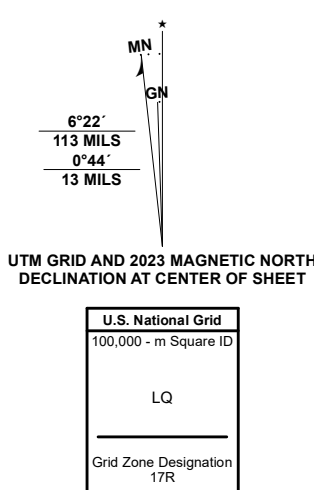 MN
GN
6°22´
113 MILS
0°44´
13 MILS
UTM GRID AND 2023 MAGNETIC NORTH
DECLINATION AT CENTER OF SHEET
U.S. National Grid
100,000 - m Square ID
LQ
Grid Zone Designation
17R